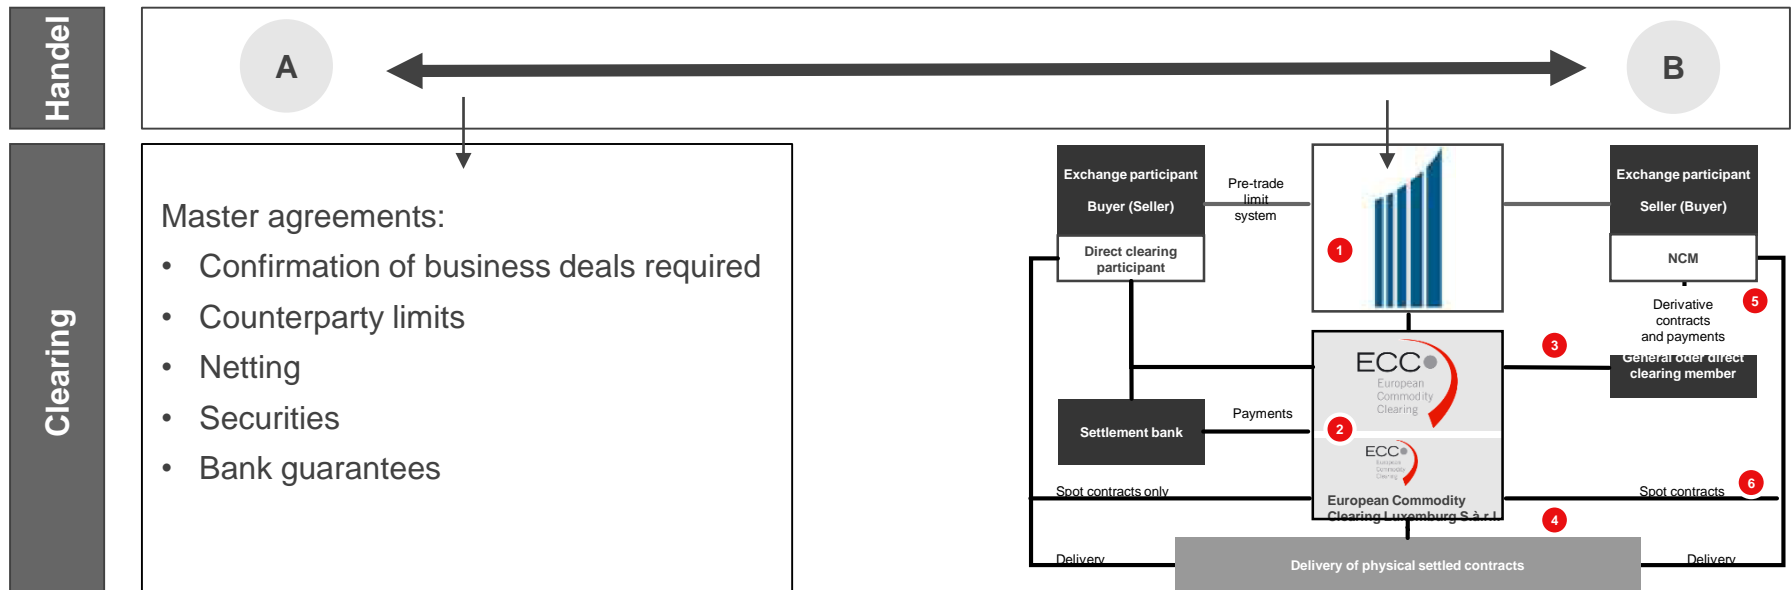 Handel
A
B
Clearing
Master agreements:
• Confirmation of business deals required
• Counterparty limits
• Netting
• Securities
• Bank guarantees
Exchange participant
Buyer (Seller)
Direct clearing
participant
Pre-trade
limit
system
1
Exchange participant
Seller (Buyer)
NCM
5
Derivative
contracts
and payments
3
General oder direct
clearing member
ECC
European
Commodity
Clearing
Settlement bank
Payments
2
ECC
European
Commodity
Clearing
European Commodity
Clearing Luxemburg S.à.r.l.
Spot contracts only
Spot contracts
6
4
Delivery
Delivery of physical settled contracts
Delivery